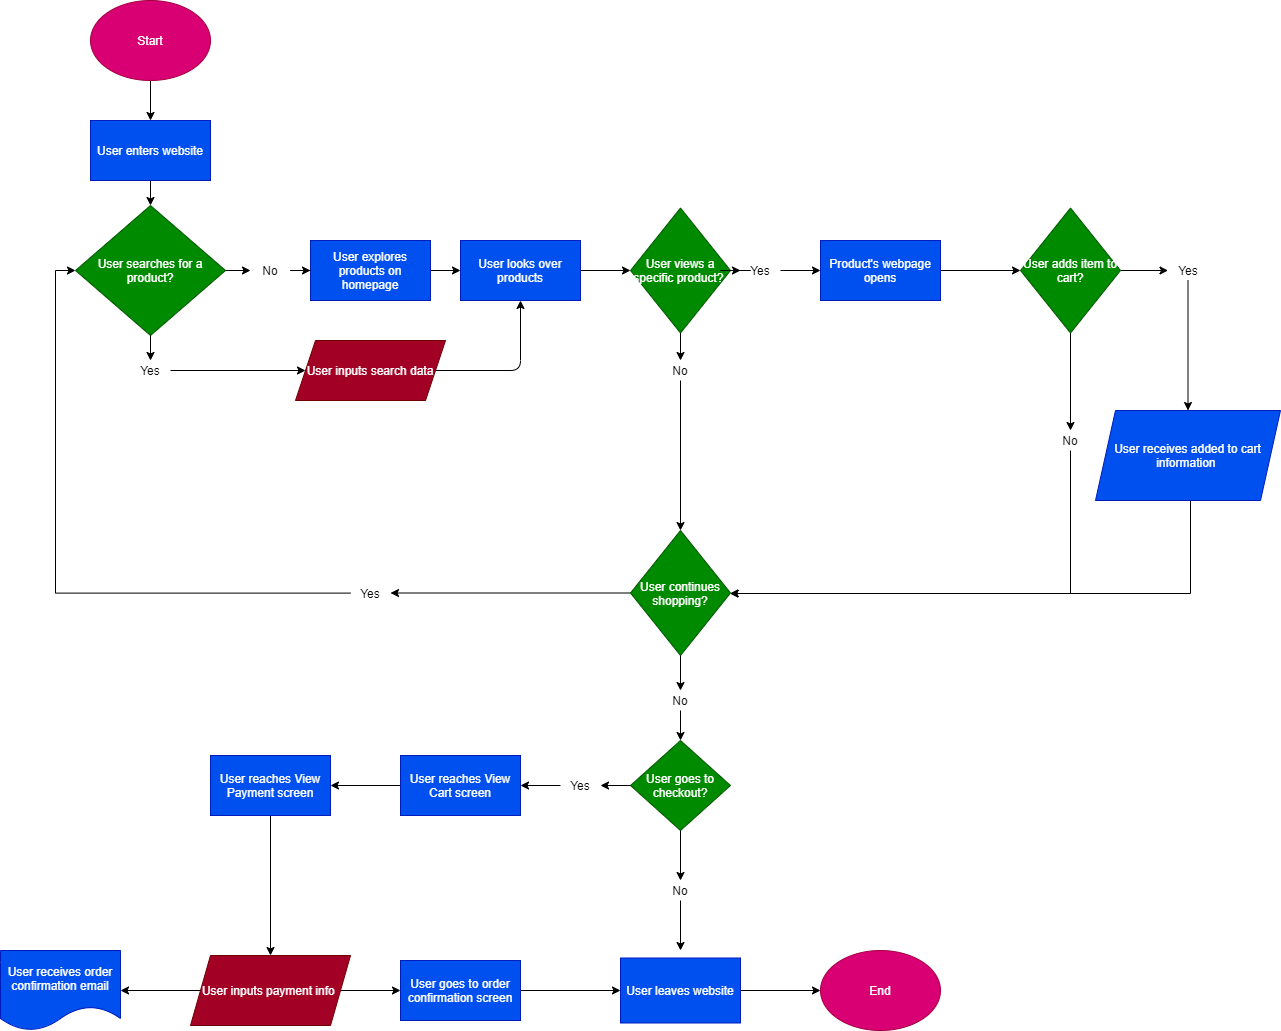 Start
User enters website
User searches for a
product?
No
User explores
products on
homepage
User looks over
products
User views a
specific product?
Yes
Product's webpage
opens
User adds item to
cart?
Yes
Yes
User inputs search data
No
No
User receives added to cart
information
Yes
User continues
shopping?
No
User reaches View
Payment screen
User reaches View
Cart screen
Yes
User goes to
checkout?
No
User receives order
confirmation email
User inputs payment info
User goes to order
confirmation screen
User leaves website
End